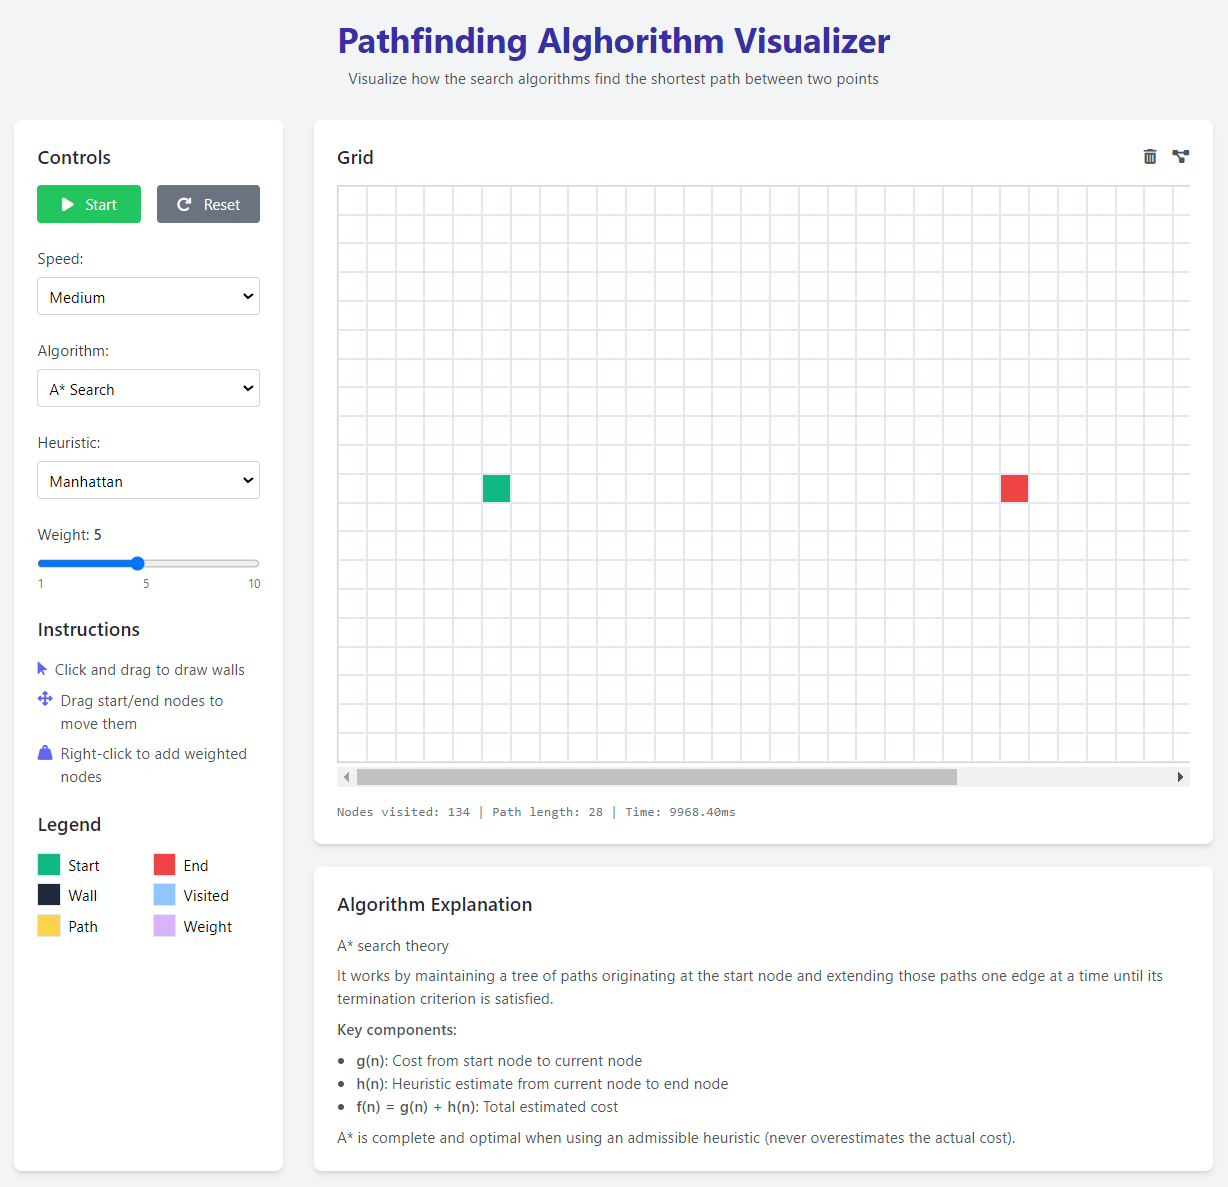 Pathfinding Alghorithm Visualizer
Visualize how the search algorithms find the shortest path between two points
Controls
Start
Reset
Speed:
Medium
Algorithm:
A* Search
Heuristic:
Manhattan
Weight: 5
1 5 10
Instructions
Click and drag to draw walls
Drag start/end nodes to
move them
Right-click to add weighted
nodes
Legend
Start
End
Wall
Visited
Path
Weight
Grid
Nodes visited: 134 | Path length: 28 | Time: 9968.40ms
Algorithm Explanation
A* search theory
It works by maintaining a tree of paths originating at the start node and extending those paths one edge at a time until its
termination criterion is satisfied.
Key components:
• g(n): Cost from start node to current node
• h(n): Heuristic estimate from current node to end node
• f(n) = g(n) + h(n): Total estimated cost
A* is complete and optimal when using an admissible heuristic (never overestimates the actual cost).